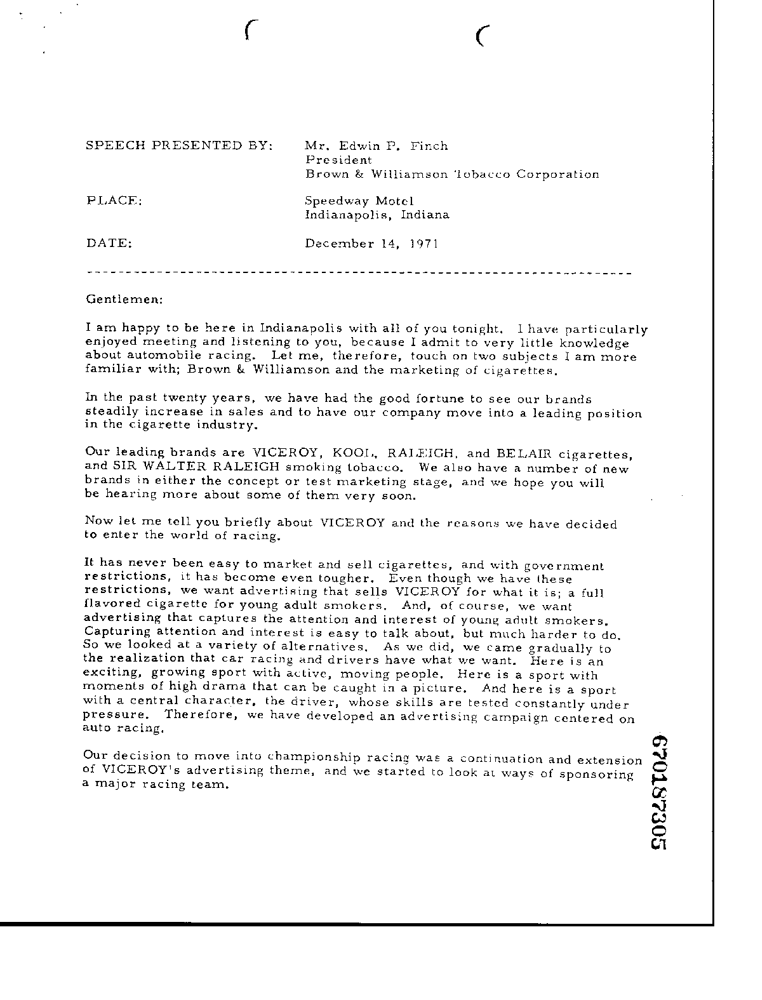 SPEECH PRESENTED BY: Mr. Edwin P. Finch
President
Brown & Williamson Tobacco Corporation
PLACE: Speedway Motel
Indianapolis, Indiana
DATE: December 14, 1971
Gentlemen:
I am happy to be here in Indianapolis with all of you tonight. I have particularly
enjoyed meeting and listening to you, because I admit to very little knowledge
about automobile racing. Let me, therefore, touch on two subjects I am more
familiar with; Brown & Williamson and the marketing of cigarettes.
In the past twenty years, we have had the good fortune to see our brands
steadily increase in sales and to have our company move into a leading position
in the cigarette industry.
Our leading brands are VICEROY, KOOL, RALEIGH, and BELAIR cigarettes,
and SIR WALTER RALEIGH smoking tobacco. We also have a number of new
brands in either the concept or test marketing stage, and we hope you will
be hearing more about some of them very soon.
Now let me tell you briefly about VICEROY and the reasons we have decided
to enter the world of racing.
It has never been easy to market and sell cigarettes, and with government
restrictions, it has become even tougher. Even though we have these
restrictions, we want advertising that sells VICEROY for what it is; a full
flavored cigarette for young adult smokers. And, of course, we want
advertising that captures the attention and interest of young adult smokers.
Capturing attention and interest is easy to talk about, but much harder to do.
So we looked at a variety of alternatives. As we did, we came gradually to
the realization that car racing and drivers have what we want. Here is an
exciting, growing sport with active, moving people. Here is a sport with
moments of high drama that can be caught in a picture. And here is a sport
with a central character, the driver, whose skills are tested constantly under
pressure. Therefore, we have developed an advertising campaign centered on
auto racing.
Our decision to move into championship racing was a continuation and extension
of VICEROY's advertising theme, and we started to look at ways of sponsoring
a major racing team.
670187305